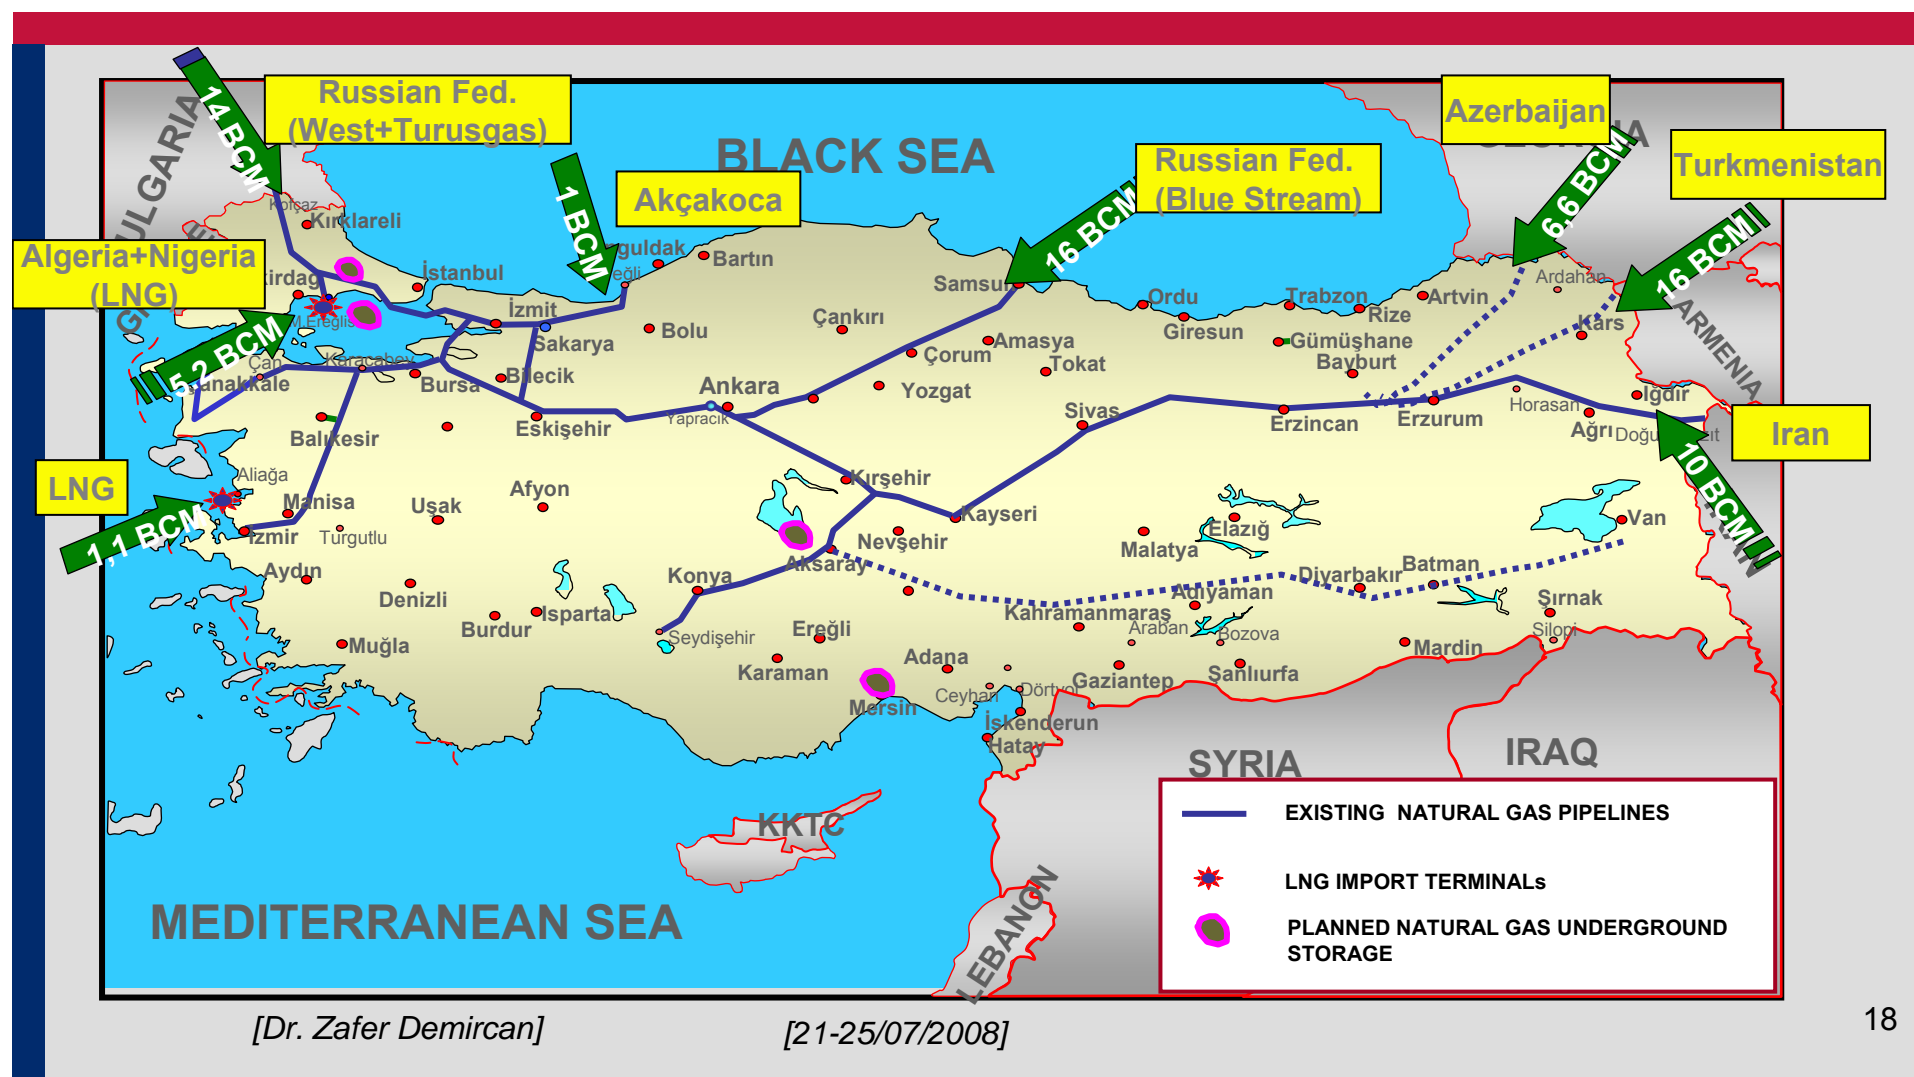 14 BCM
Russian Fed.
(West+Turusgas)
BLACK SEA
1 BCM
Akçakoca
16 BCM
Russian Fed.
(Blue Stream)
Azerbaijan
6,6 BCM
Turkmenistan
16 BCM
Algeria+Nigeria
(LNG)
5,2 BCM
LNG
1,1 BCM
Iran
10 BCM
ARMENIA
Kofçaz
Kırklareli
İstanbul
İzmit
Sakarya
Bartın
Bolu
Çankırı
Samsun
Çorum
Amasya
Tokat
Ordu
Giresun
Trabzon
Rize
Artvin
Ardahan
Kars
Gümüşhane
Bayburt
M.Ereğlisi
Çan
Karacabey
Bursa
Bilecik
Ankara
Yapracık
Yozgat
Sivas
Erzincan
Erzurum
Horasan
Iğdır
Ağrı
Balıkesir
Eskişehir
Kırşehir
Kayseri
Aliağa
Manisa
İzmir
Turgutlu
Uşak
Afyon
Nevşehir
Aksaray
Malatya
Elazığ
Van
Aydın
Denizli
Burdur
Isparta
Konya
Seydişehir
Ereğli
Karaman
Kahramanmaraş
Adıyaman
Diyarbakır
Batman
Şırnak
Silopi
Araban
Bozova
Mardin
Muğla
Adana
Ceyhan
Dörtyol
Gaziantep
Şanlıurfa
Mersin
İskenderun
Hatay
SYRIA
IRAQ
KKTC
LEBANON
MEDITERRANEAN SEA
EXISTING NATURAL GAS PIPELINES
LNG IMPORT TERMINALs
PLANNED NATURAL GAS UNDERGROUND
STORAGE
[Dr. Zafer Demircan]
[21-25/07/2008]
18